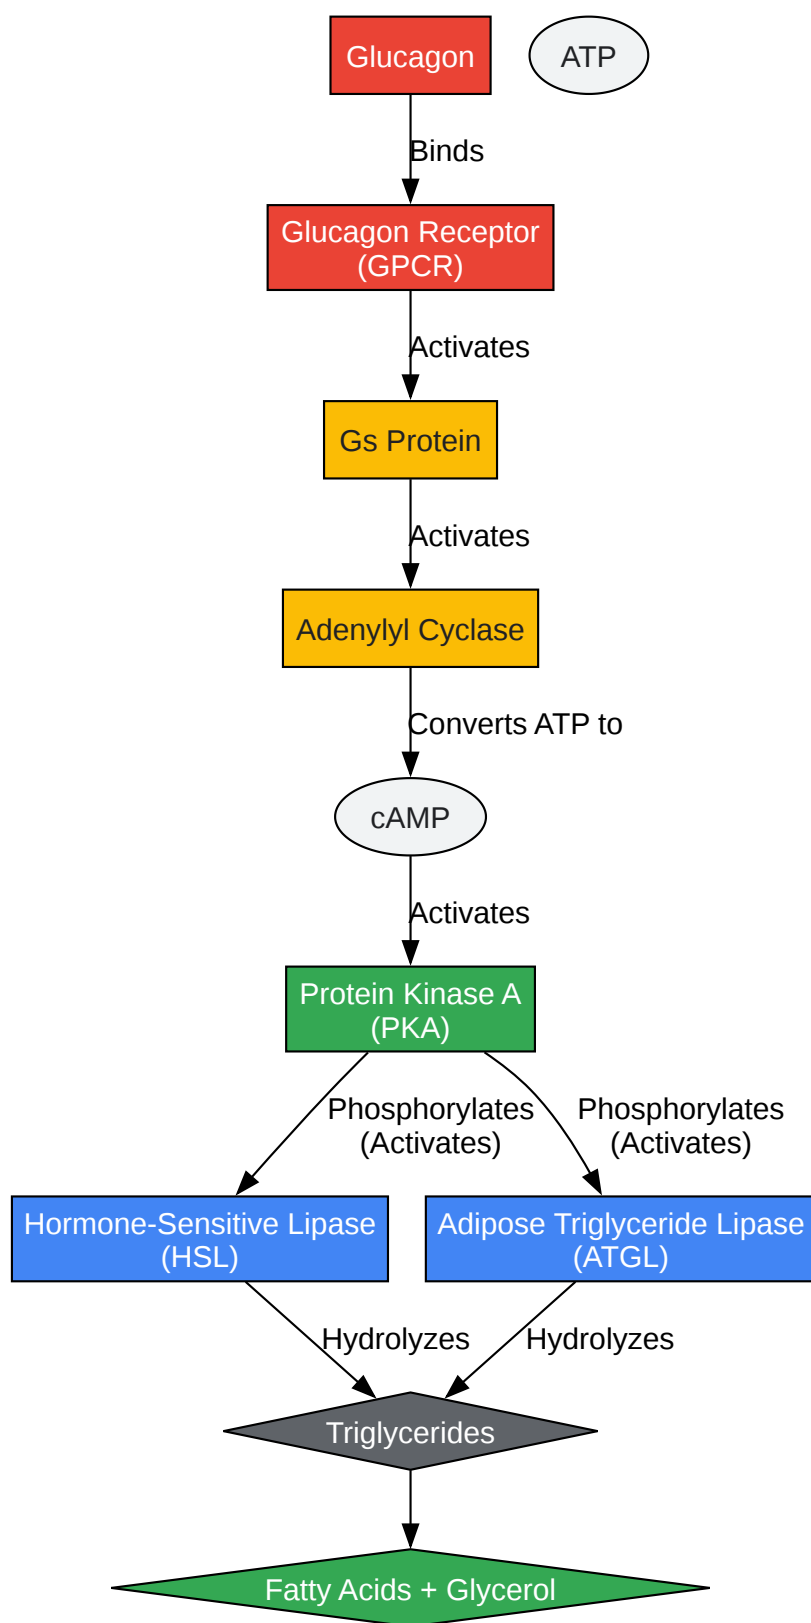 Glucagon
ATP
Binds
Glucagon Receptor
(GPCR)
Activates
Gs Protein
Activates
Adenylyl Cyclase
Converts ATP to
cAMP
Activates
Protein Kinase A
(PKA)
Phosphorylates
(Activates)
Phosphorylates
(Activates)
Hormone-Sensitive Lipase
(HSL)
Adipose Triglyceride Lipase
(ATGL)
Hydrolyzes
Hydrolyzes
Triglycerides
Fatty Acids + Glycerol